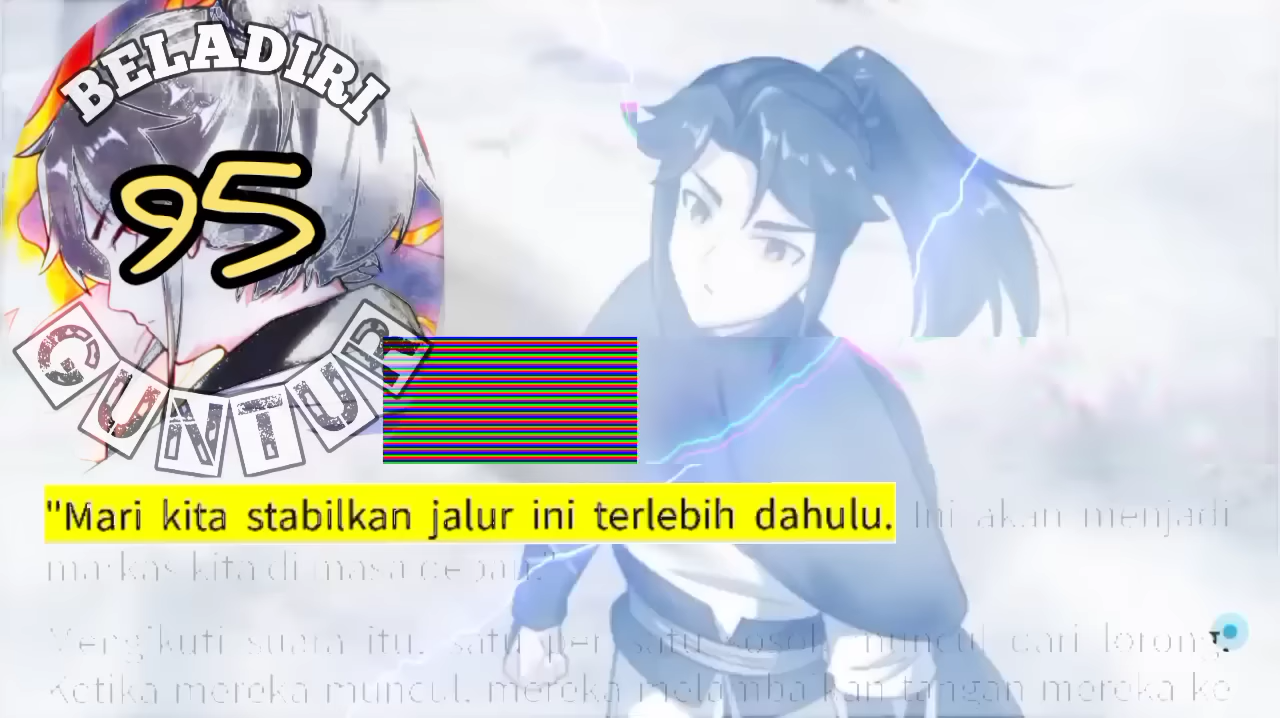 BELADIRI
95
GUNTUR
"Mari kita stabilkan jalur ini terlebih dahulu. Ini akan menjadi
markas kita di masa depan."
Mengikuti suara itu, satu per satu sosok muncul dari lorong.
Ketika mereka muncul, mereka melambaikan tangan mereka ke